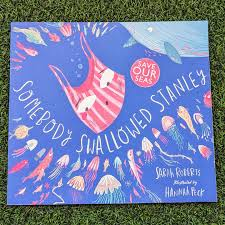 SAVE
OUR
SEAS
SOMEBODY SWALLOWED STANLEY
SARAH ROBERTS
Illustrated by
HANNAH PECK